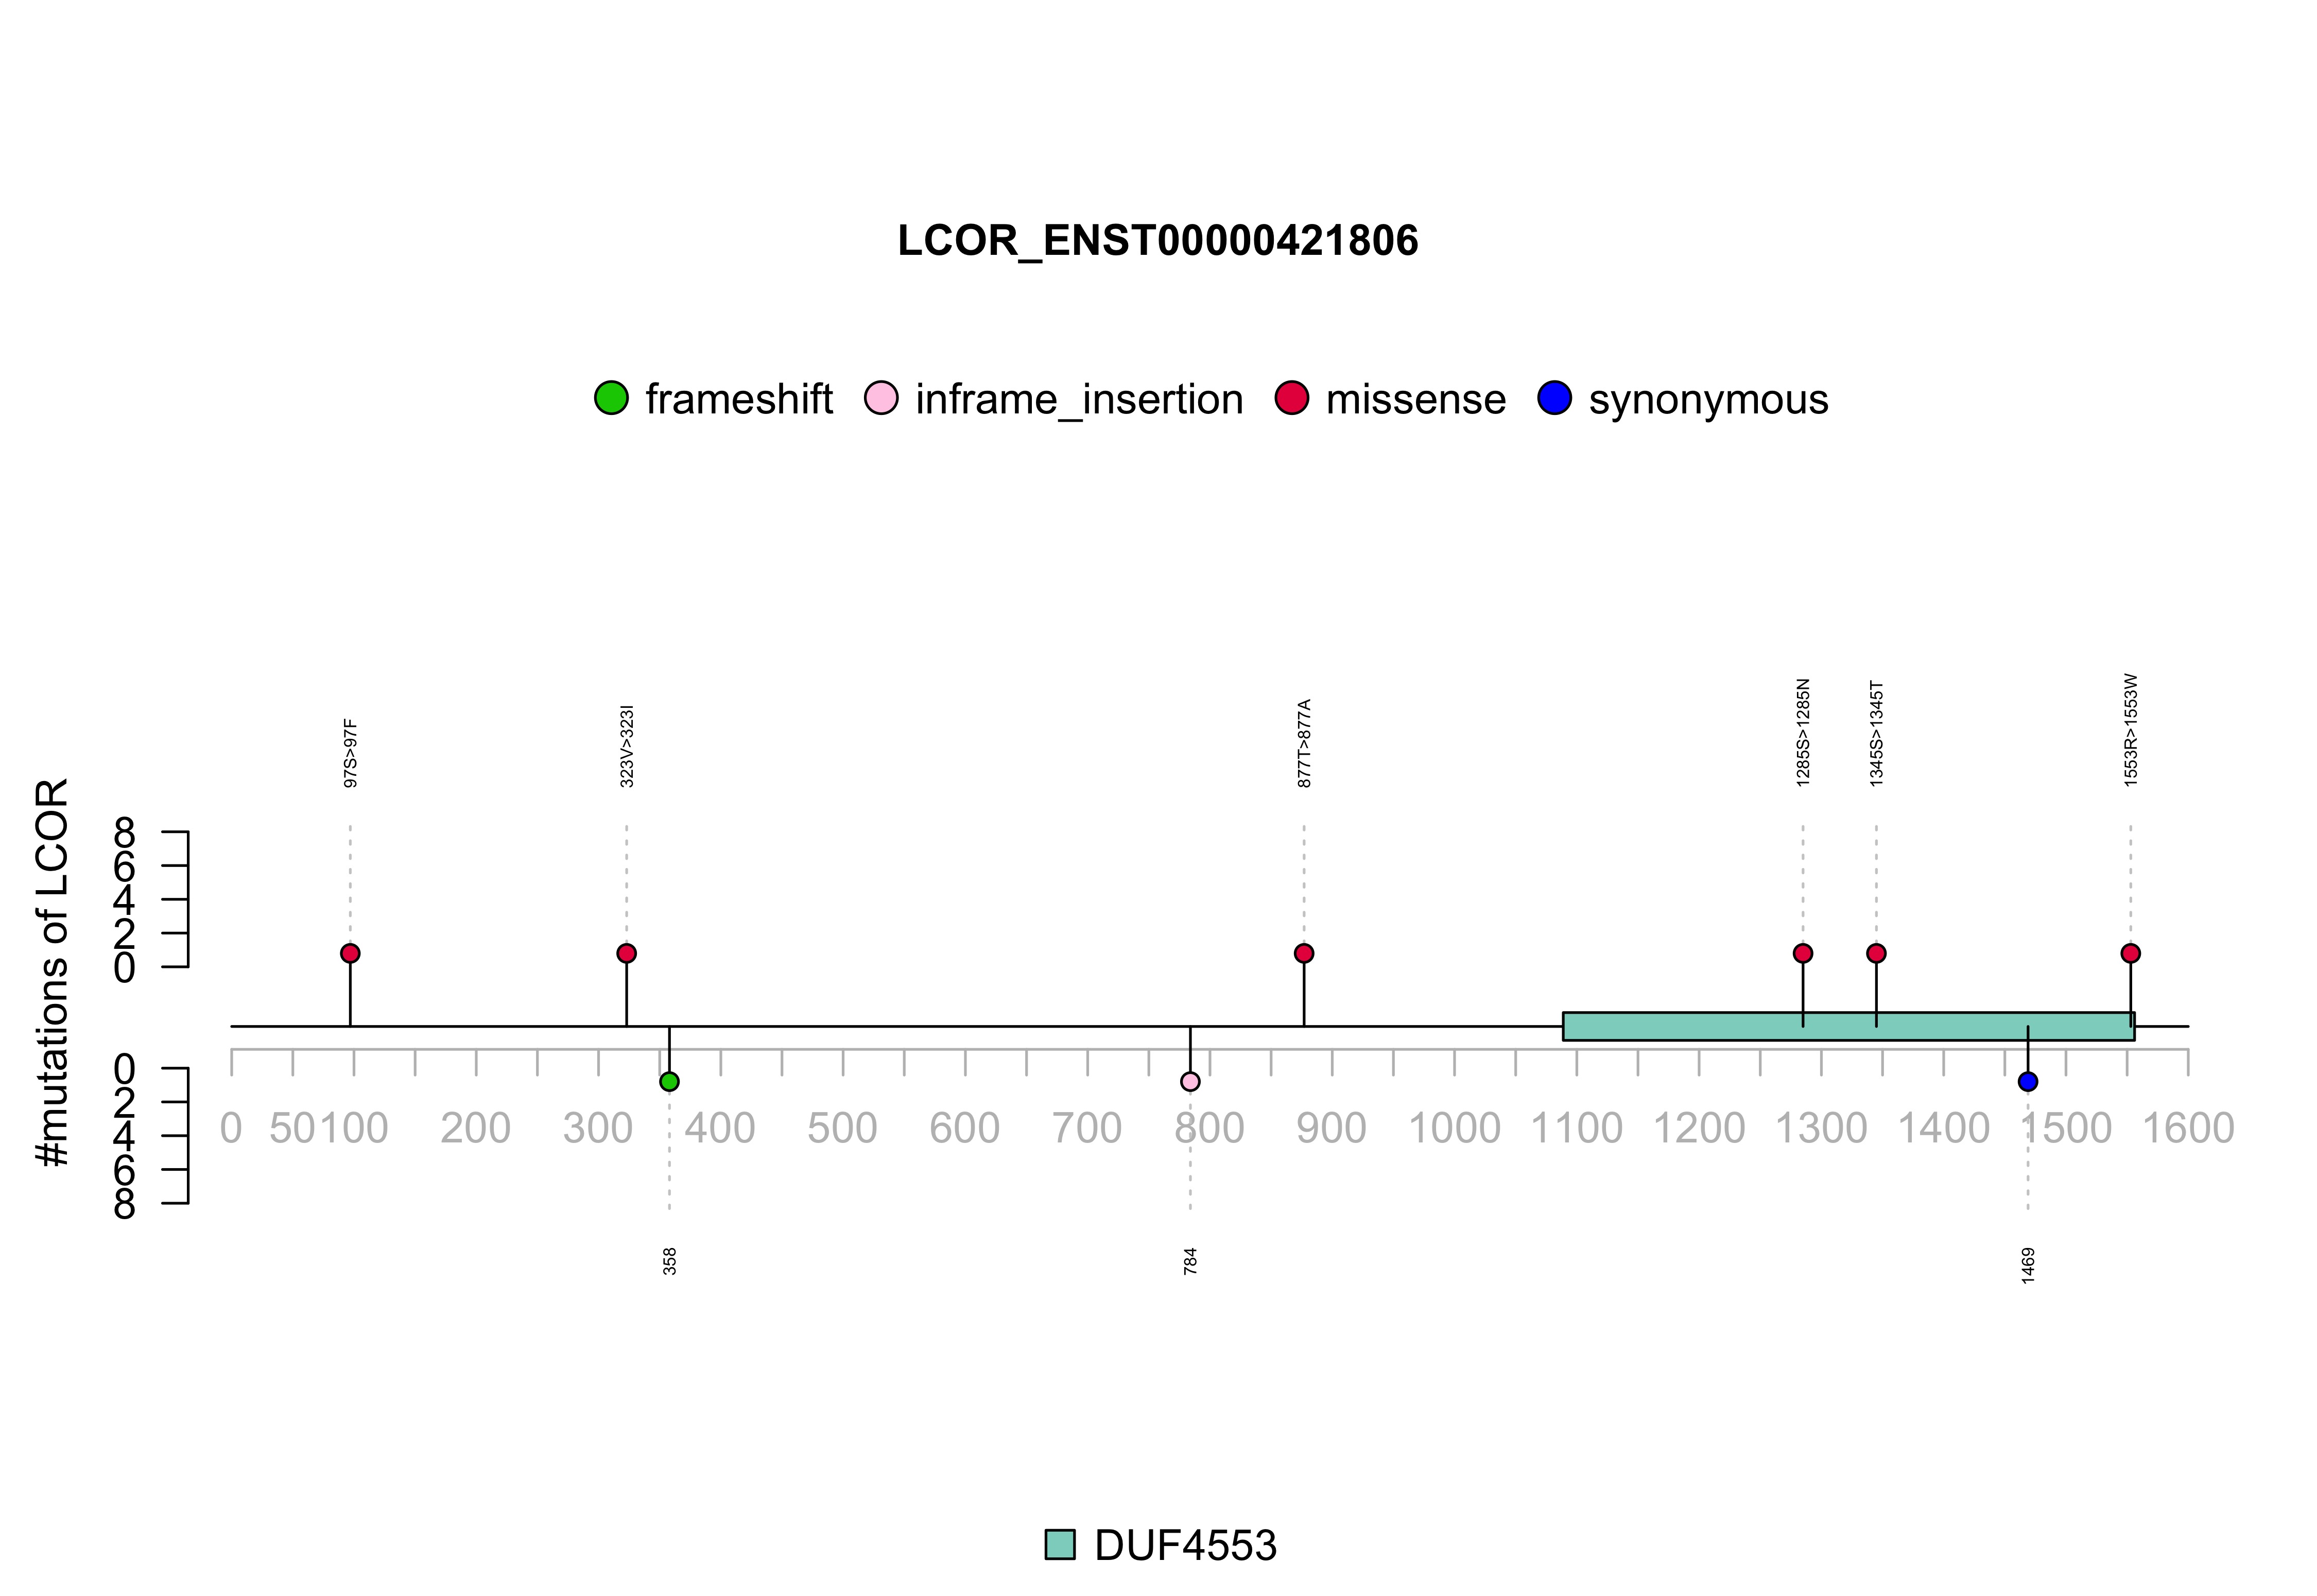 LCOR_ENST00000421806
frameshift inframe_insertion missense synonymous
97S>97F 323V>323I 877T>877A 1285S>1285N 1345S>1345T 1553R>1553W
#mutations of LCOR
8
6
4
2
0
0
2
4
6
8
0 50 100 200 300 400 500 600 700 800 900 1000 1100 1200 1300 1400 1500 1600
358 784 1469
DUF4553